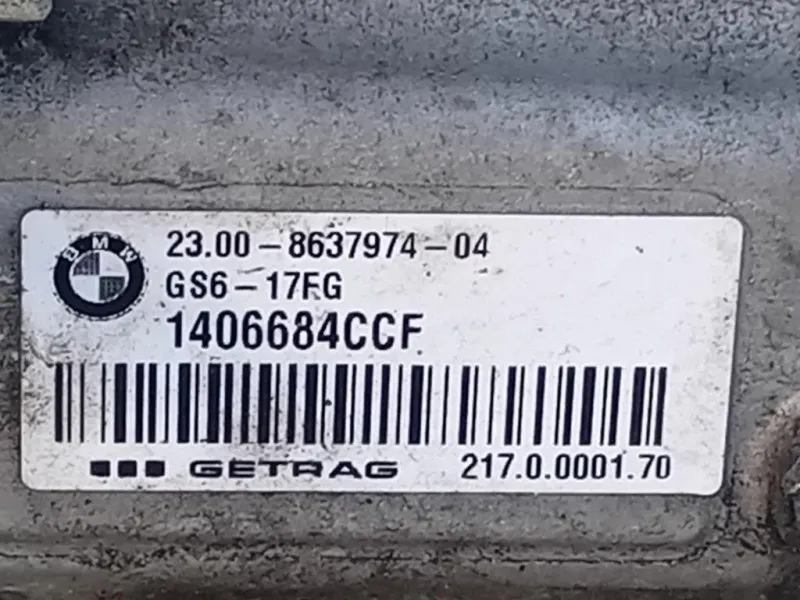 BMW
23.00-8637974-04
GS6-17FG
1406684CCF
GETRAG 217.0.0001.70